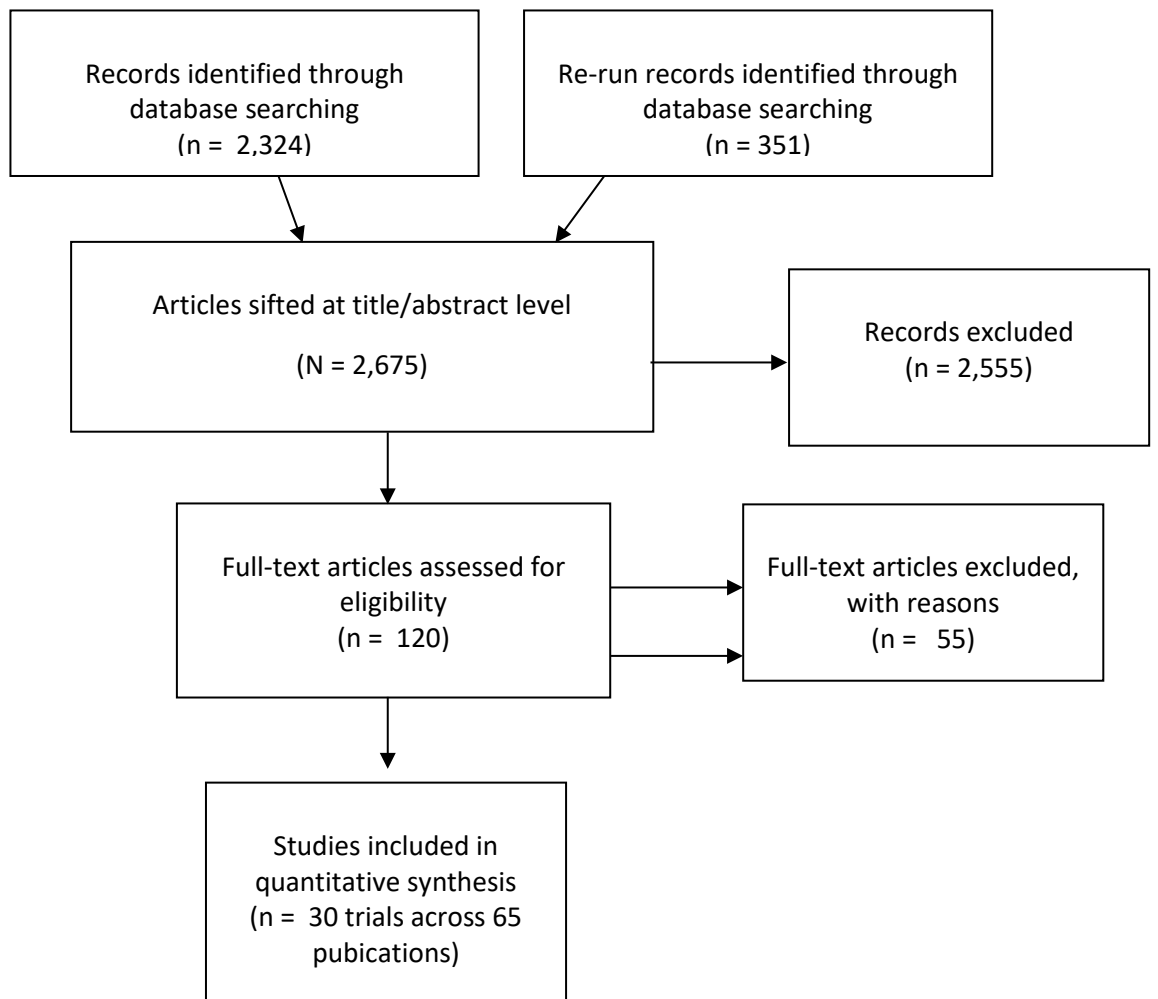 Records identified through
database searching
(n =  2,324)
Re-run records identified through
database searching
(n = 351)
Articles sifted at title/abstract level
(N = 2,675)
Records excluded
(n = 2,555)
Full-text articles assessed for
eligibility
(n =  120)
Full-text articles excluded,
with reasons
(n =   55)
Studies included in
quantitative synthesis
(n =  30 trials across 65
pubications)